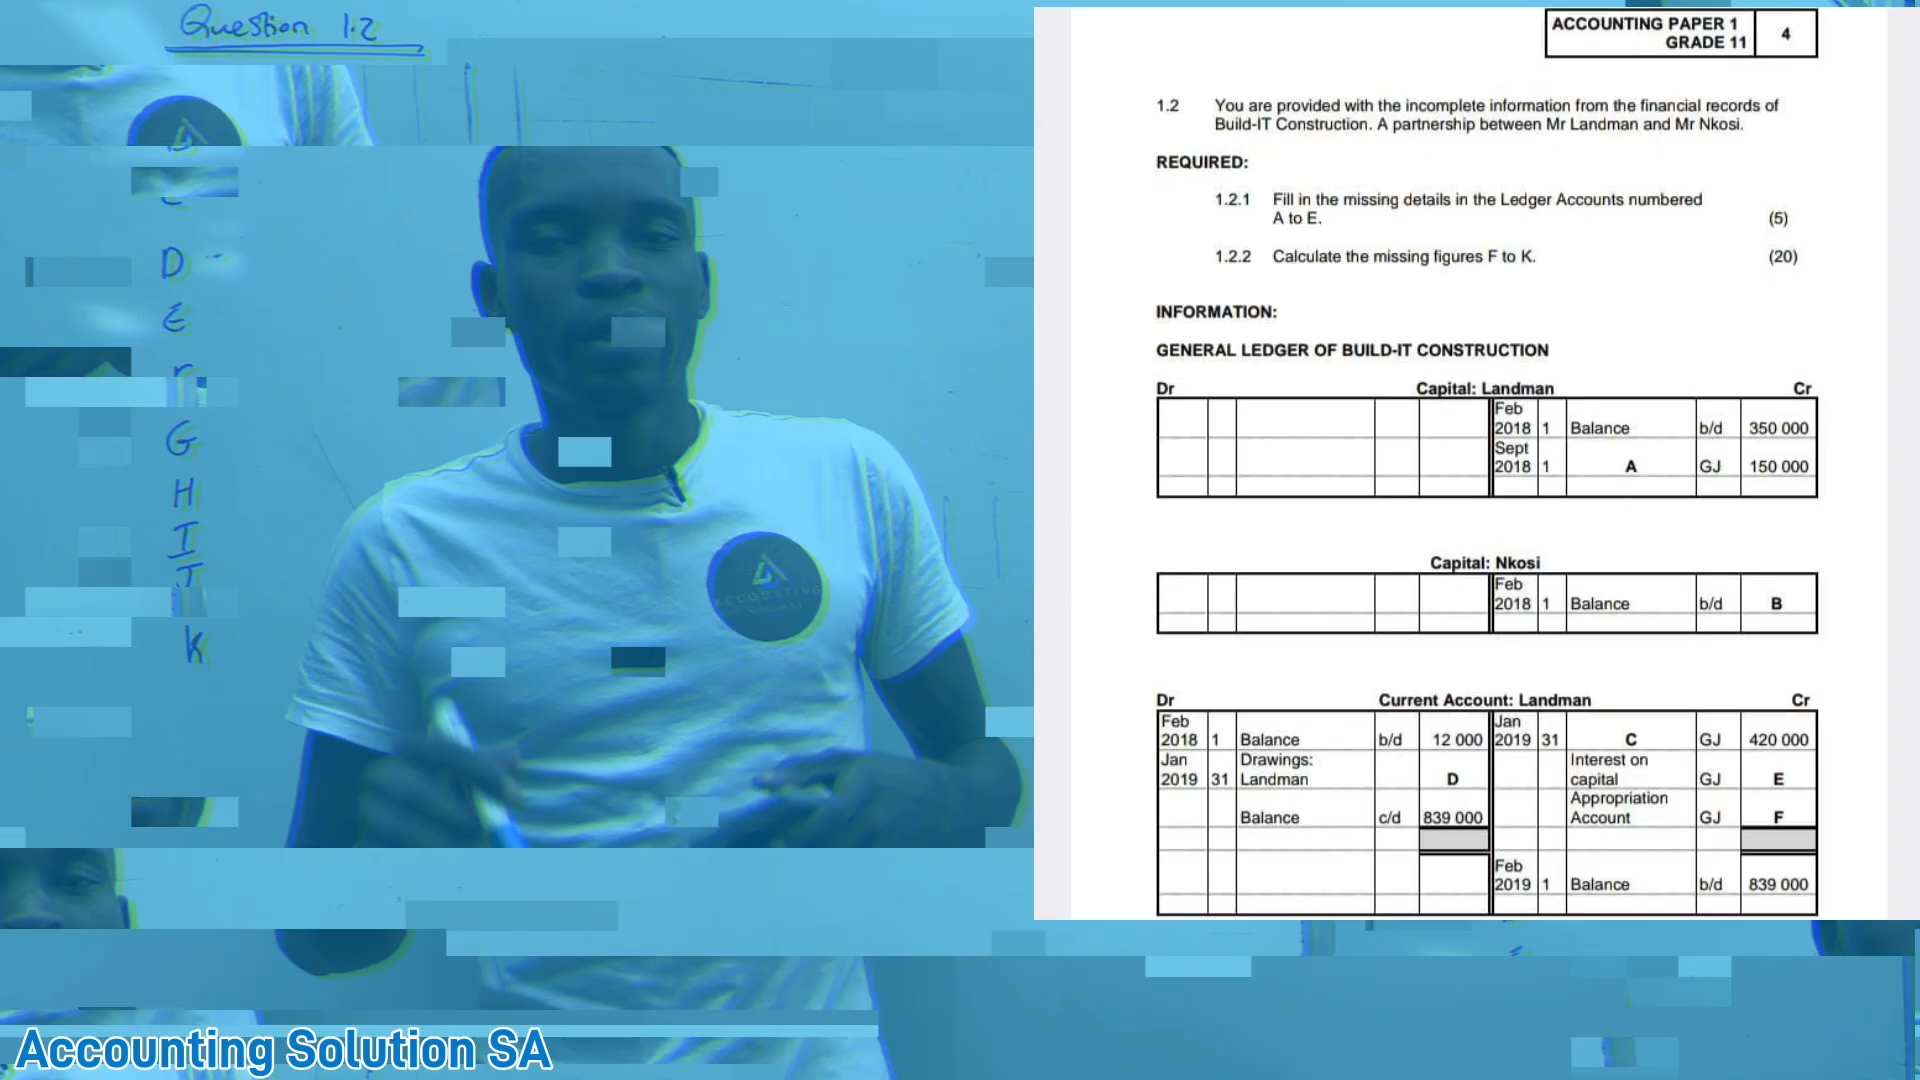 Question 1.2
D
E
F
G
H
I
J
K
ACCOUNTING
Accounting Solution SA
ACCOUNTING PAPER 1
GRADE 11
4
1.2 You are provided with the incomplete information from the financial records of
Build-IT Construction. A partnership between Mr Landman and Mr Nkosi.
REQUIRED:
1.2.1 Fill in the missing details in the Ledger Accounts numbered
A to E. (5)
1.2.2 Calculate the missing figures F to K. (20)
INFORMATION:
GENERAL LEDGER OF BUILD-IT CONSTRUCTION
Dr Capital: Landman Cr
Feb
2018 1 Balance b/d 350 000
Sept
2018 1 A GJ 150 000
Capital: Nkosi
Feb
2018 1 Balance b/d B
Dr Current Account: Landman Cr
Feb Jan
2018 1 Balance b/d 12 000 2019 31 C GJ 420 000
Jan Drawings: Interest on
2019 31 Landman D capital GJ E
Appropriation
Balance c/d 839 000 Account GJ F
Feb
2019 1 Balance b/d 839 000